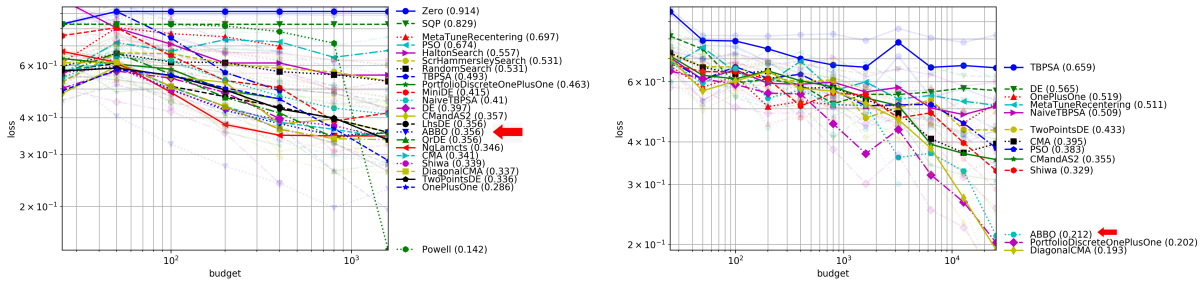 Zero (0.914)
SQP (0.829)
MetaTuneRecentering (0.697)
PSO (0.674)
HaltonSearch (0.557)
ScrHammersleySearch (0.531)
RandomSearch (0.531)
TBPSA (0.493)
PortfolioDiscreteOnePlusOne (0.463)
MiniDE (0.415)
NaiveTBPSA (0.41)
DE (0.397)
CMandAS2 (0.357)
LhsDE (0.356)
ABBO (0.356)
QrDE (0.356)
NgLamcts (0.346)
CMA (0.341)
Shiwa (0.339)
DiagonalCMA (0.337)
TwoPointsDE (0.336)
OnePlusOne (0.286)
Powell (0.142)
loss
6 × 10⁻¹
4 × 10⁻¹
3 × 10⁻¹
2 × 10⁻¹
10² 10³
budget
TBPSA (0.659)
DE (0.565)
OnePlusOne (0.519)
MetaTuneRecentering (0.511)
NaiveTBPSA (0.509)
TwoPointsDE (0.433)
CMA (0.395)
PSO (0.383)
CMandAS2 (0.355)
Shiwa (0.329)
ABBO (0.212)
PortfolioDiscreteOnePlusOne (0.202)
DiagonalCMA (0.193)
loss
6 × 10⁻¹
4 × 10⁻¹
3 × 10⁻¹
2 × 10⁻¹
10² 10³ 10⁴
budget